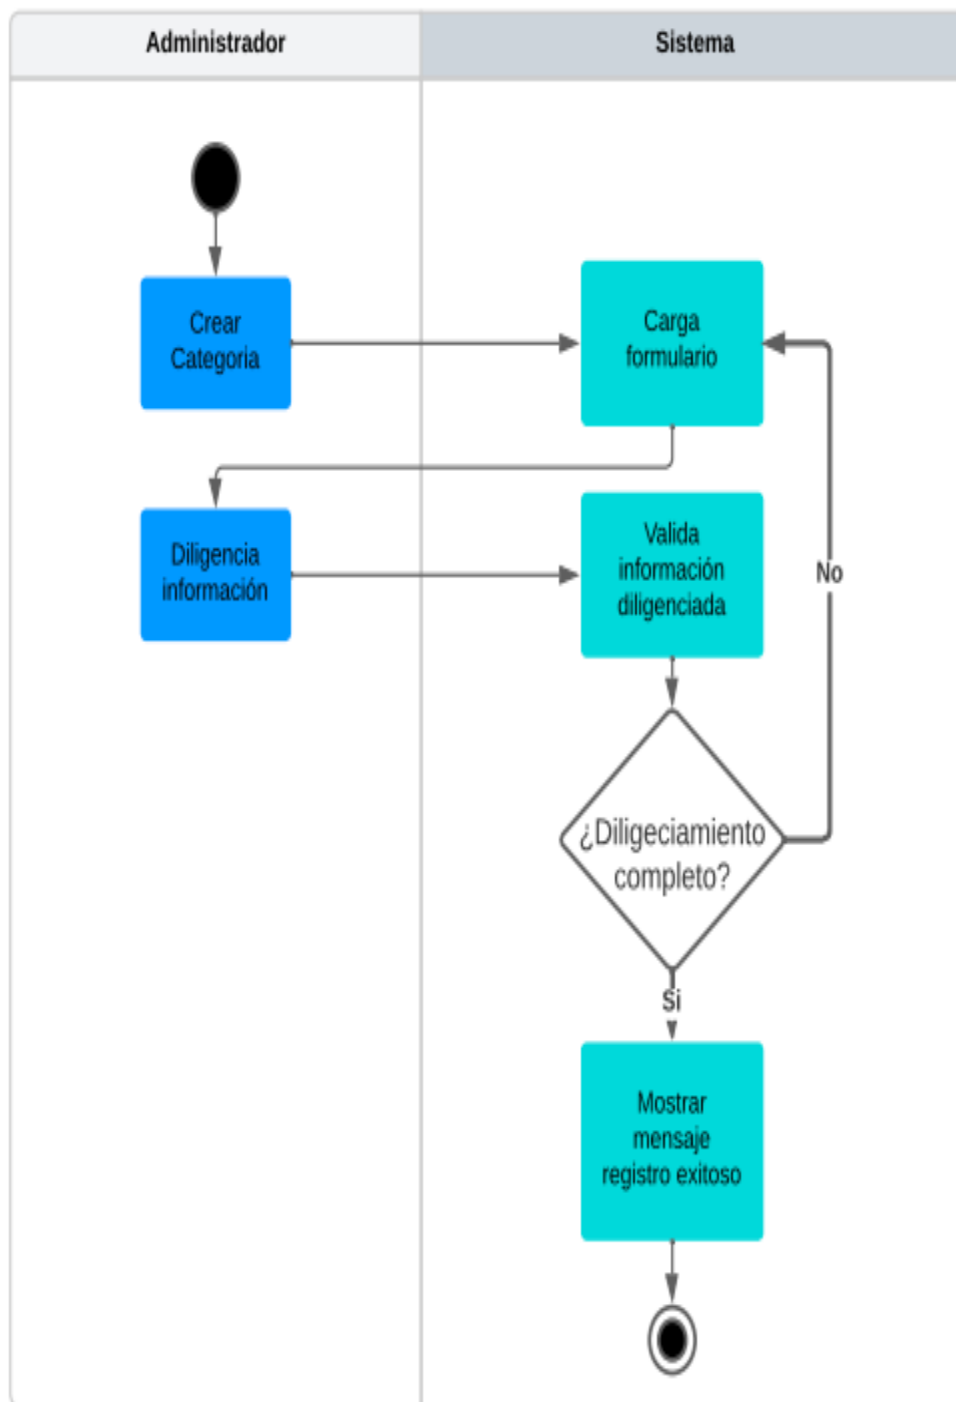 Administrador
Sistema
Crear
Categoria
Carga
formulario
Diligencia
información
Valida
información
diligenciada
No
¿Diligeciamiento
completo?
Si
Mostrar
mensaje
registro exitoso